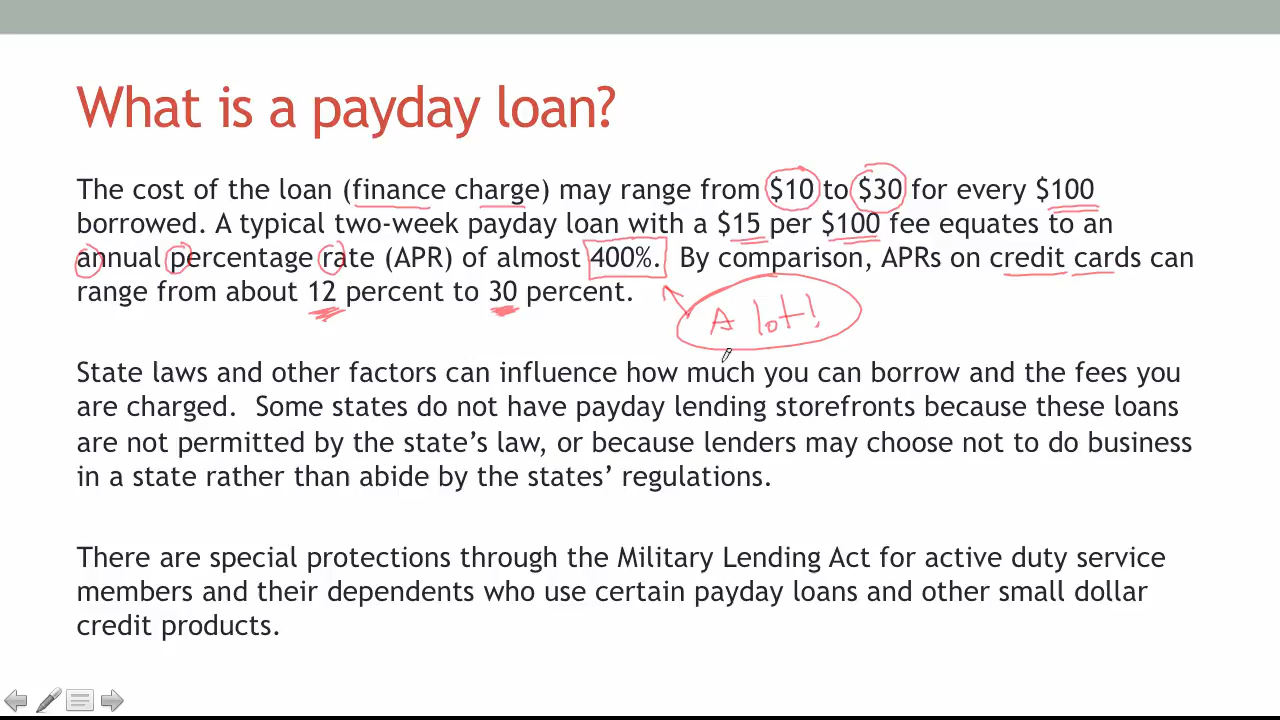 What is a payday loan?
The cost of the loan (finance charge) may range from $10 to $30 for every $100
borrowed. A typical two-week payday loan with a $15 per $100 fee equates to an
annual percentage rate (APR) of almost 400%.  By comparison, APRs on credit cards can
range from about 12 percent to 30 percent.
A lot!
State laws and other factors can influence how much you can borrow and the fees you
are charged.  Some states do not have payday lending storefronts because these loans
are not permitted by the state’s law, or because lenders may choose not to do business
in a state rather than abide by the states’ regulations.
There are special protections through the Military Lending Act for active duty service
members and their dependents who use certain payday loans and other small dollar
credit products.